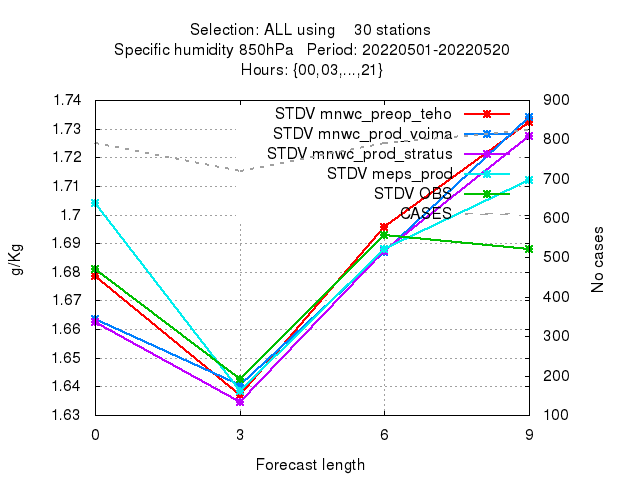 Selection: ALL using    30 stations
Specific humidity 850hPa   Period: 20220501-20220520
Hours: {00,03,...,21}
1.74
1.73
1.72
1.71
1.7
1.69
1.68
1.67
1.66
1.65
1.64
1.63
900
800
700
600
500
400
300
200
100
STDV mnwc_preop_teho
STDV mnwc_prod_voima
STDV mnwc_prod_stratus
STDV meps_prod
STDV OBS
CASES
g/Kg
No cases
0 3 6 9
Forecast length